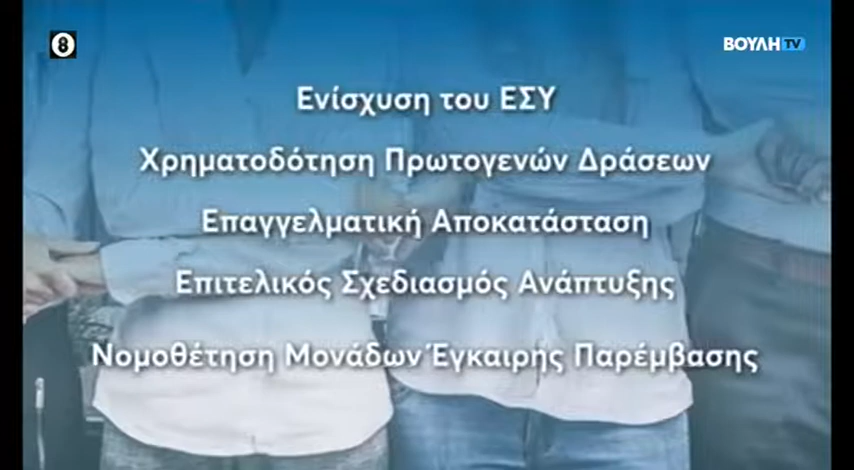 8
ΒΟΥΛΗ TV
Ενίσχυση του ΕΣΥ
Χρηματοδότηση Πρωτογενών Δράσεων
Επαγγελματική Αποκατάσταση
Επιτελικός Σχεδιασμός Ανάπτυξης
Νομοθέτηση Μονάδων Έγκαιρης Παρέμβασης